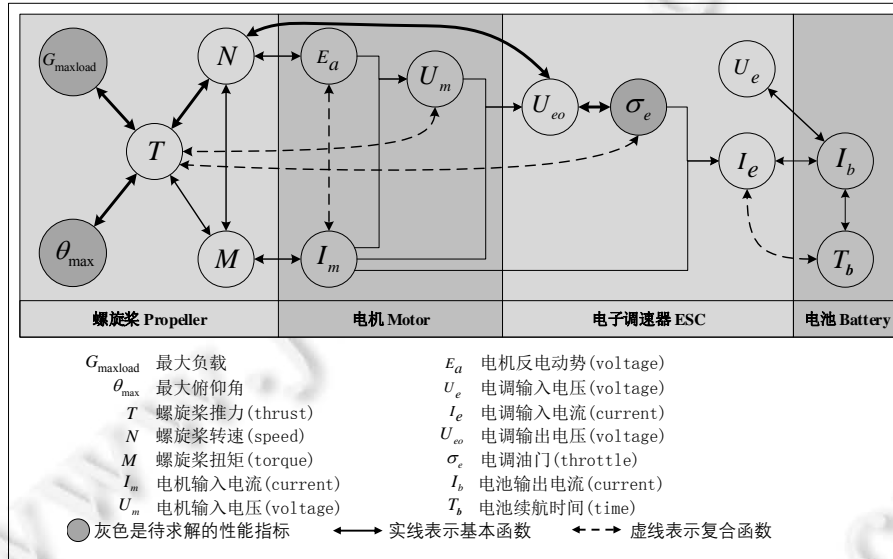 G_maxload N E_a U_m U_eo σ_e U_e
T I_e I_b
θ_max M I_m T_b
螺旋桨 Propeller 电机 Motor 电子调速器 ESC 电池 Battery
G_maxload 最大负载
θ_max 最大俯仰角
T 螺旋桨推力(thrust)
N 螺旋桨转速(speed)
M 螺旋桨扭矩(torque)
I_m 电机输入电流(current)
U_m 电机输入电压(voltage)
E_a 电机反电动势(voltage)
U_e 电调输入电压(voltage)
I_e 电调输入电流(current)
U_eo 电调输出电压(voltage)
σ_e 电调油门(throttle)
I_b 电池输出电流(current)
T_b 电池续航时间(time)
灰色是待求解的性能指标 实线表示基本函数 虚线表示复合函数